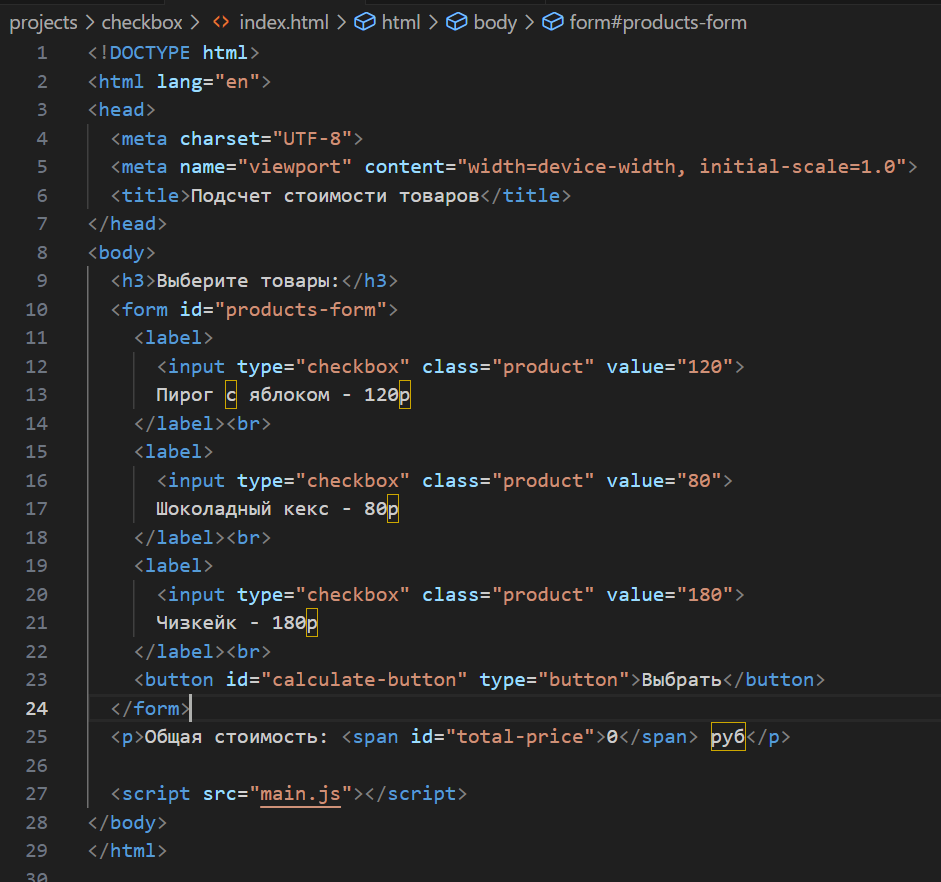 projects > checkbox > <> index.html > html > body > form#products-form
1 <!DOCTYPE html>
2 <html lang="en">
3 <head>
4   <meta charset="UTF-8">
5   <meta name="viewport" content="width=device-width, initial-scale=1.0">
6   <title>Подсчет стоимости товаров</title>
7 </head>
8 <body>
9   <h3>Выберите товары:</h3>
10   <form id="products-form">
11     <label>
12       <input type="checkbox" class="product" value="120">
13       Пирог с яблоком - 120р
14     </label><br>
15     <label>
16       <input type="checkbox" class="product" value="80">
17       Шоколадный кекс - 80р
18     </label><br>
19     <label>
20       <input type="checkbox" class="product" value="180">
21       Чизкейк - 180р
22     </label><br>
23     <button id="calculate-button" type="button">Выбрать</button>
24   </form>
25   <p>Общая стоимость: <span id="total-price">0</span> руб</p>
26
27   <script src="main.js"></script>
28 </body>
29 </html>
30